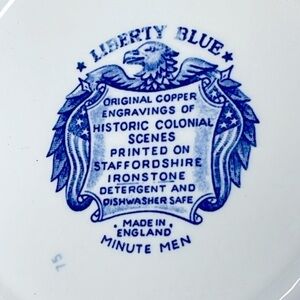 ★ LIBERTY BLUE ★
ORIGINAL COPPER
ENGRAVINGS OF
HISTORIC COLONIAL
SCENES
PRINTED ON
STAFFORDSHIRE
IRONSTONE
DETERGENT AND
DISHWASHER SAFE
• MADE IN •
ENGLAND
MINUTE MEN